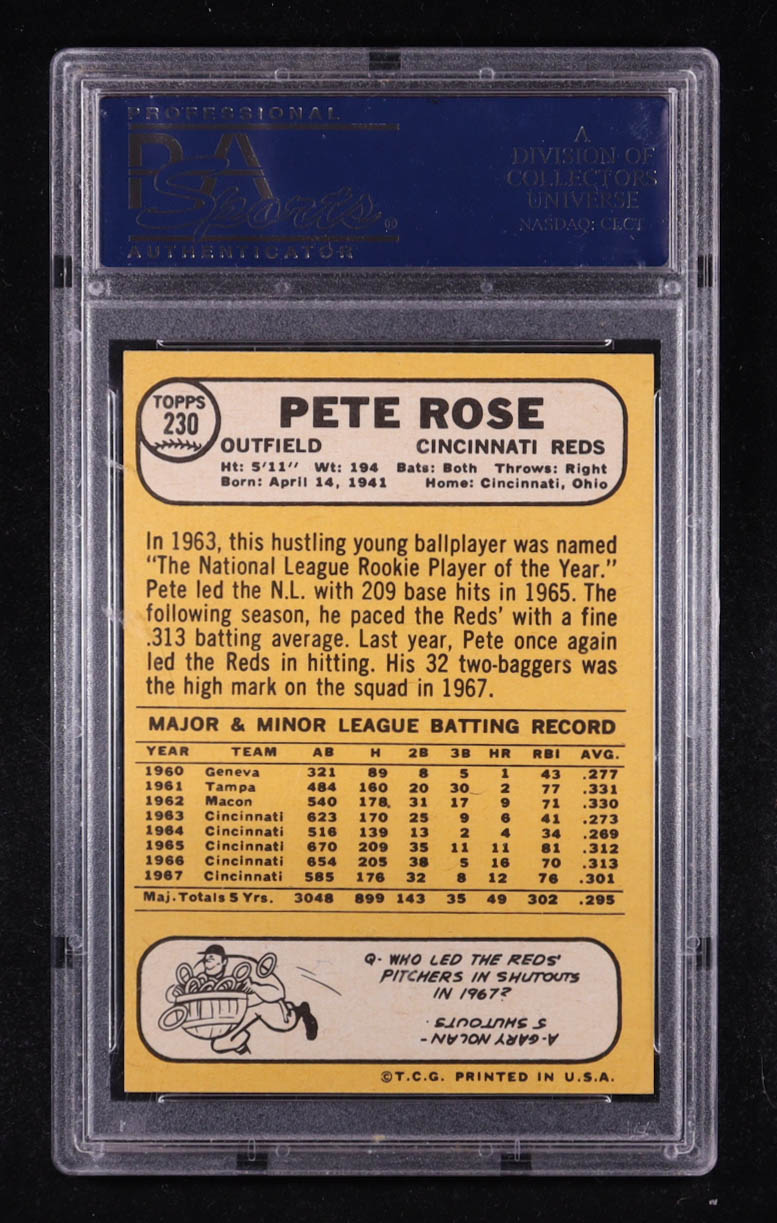 PROFESSIONAL
PSA
Sports®
AUTHENTICATOR
A
DIVISION OF
COLLECTORS
UNIVERSE
NASDAQ: CLCT
TOPPS
230
PETE ROSE
OUTFIELD CINCINNATI REDS
Ht: 5'11" Wt: 194 Bats: Both Throws: Right
Born: April 14, 1941 Home: Cincinnati, Ohio
In 1963, this hustling young ballplayer was named
"The National League Rookie Player of the Year."
Pete led the N.L. with 209 base hits in 1965. The
following season, he paced the Reds' with a fine
.313 batting average. Last year, Pete once again
led the Reds in hitting. His 32 two-baggers was
the high mark on the squad in 1967.
MAJOR & MINOR LEAGUE BATTING RECORD
YEAR TEAM AB H 2B 3B HR RBI AVG.
1960 Geneva 321 89 8 5 1 43 .277
1961 Tampa 484 160 20 30 2 77 .331
1962 Macon 540 178 31 17 9 71 .330
1963 Cincinnati 623 170 25 9 6 41 .273
1964 Cincinnati 516 139 13 2 4 34 .269
1965 Cincinnati 670 209 35 11 11 81 .312
1966 Cincinnati 654 205 38 5 16 70 .313
1967 Cincinnati 585 176 32 8 12 76 .301
Maj. Totals 5 Yrs. 3048 899 143 35 49 302 .295
Q- WHO LED THE REDS'
PITCHERS IN SHUTOUTS
IN 1967?
A-GARY NOLAN -
5 SHUTOUTS.
©T.C.G. PRINTED IN U.S.A.